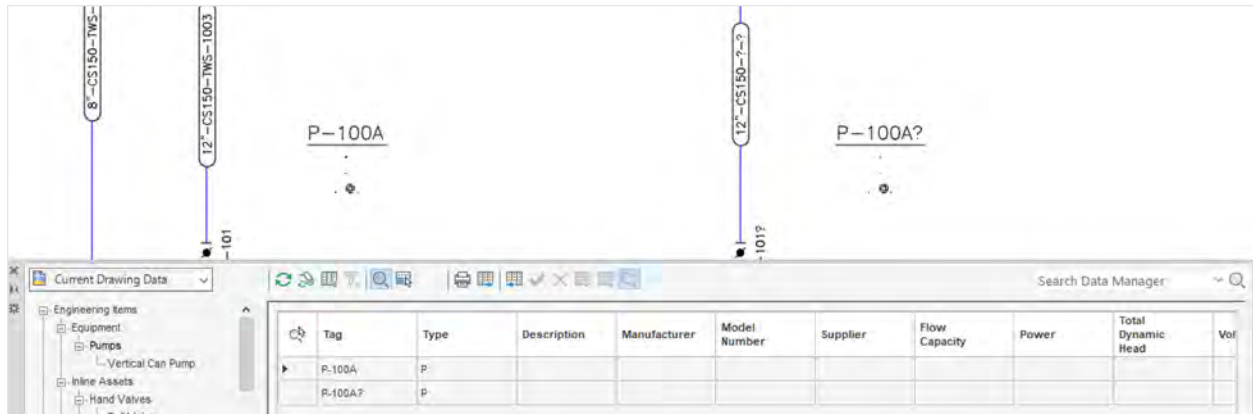 8"-CS150-TWS-
12"-CS150-TWS-1003
12"-CS150-?-?
P-100A
P-100A?
-101
-101?
Current Drawing Data
Search Data Manager
Engineering Items
Equipment
Pumps
Vertical Can Pump
Inline Assets
Hand Valves
Tag Type Description Manufacturer Model Number Supplier Flow Capacity Power Total Dynamic Head Vol
P-100A P
P-100A? P